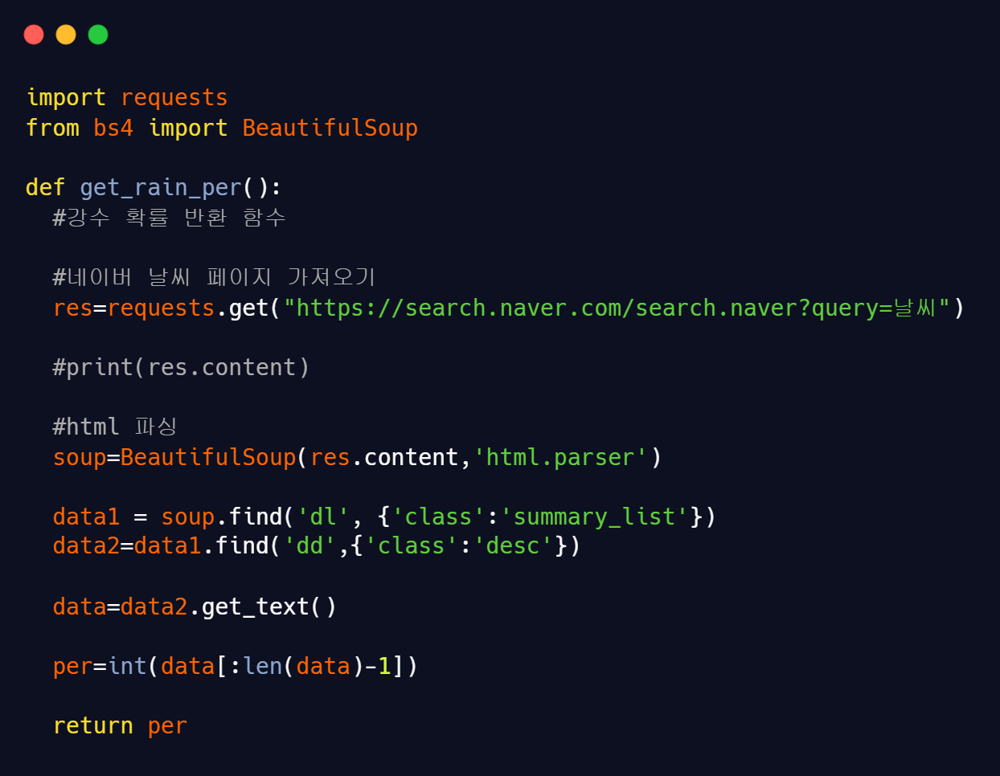 import requests
from bs4 import BeautifulSoup
def get_rain_per():
  #강수 확률 반환 함수
  #네이버 날씨 페이지 가져오기
  res=requests.get("https://search.naver.com/search.naver?query=날씨")
  #print(res.content)
  #html 파싱
  soup=BeautifulSoup(res.content,'html.parser')
  data1 = soup.find('dl', {'class':'summary_list'})
  data2=data1.find('dd',{'class':'desc'})
  data=data2.get_text()
  per=int(data[:len(data)-1])
  return per